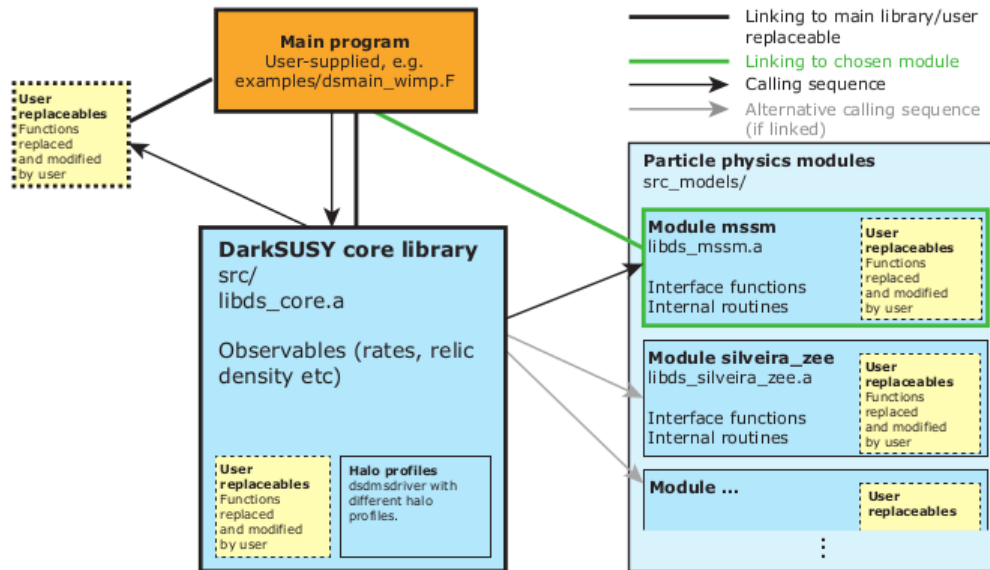 Main program
User-supplied, e.g.
examples/dsmain_wimp.F
User
replaceables
Functions
replaced
and modified
by user
Linking to main library/user
replaceable
Linking to chosen module
Calling sequence
Alternative calling sequence
(if linked)
DarkSUSY core library
src/
libds_core.a
Observables (rates, relic
density etc)
User
replaceables
Functions
replaced
and modified
by user
Halo profiles
dsdmsdriver with
different halo
profiles.
Particle physics modules
src_models/
Module mssm
libds_mssm.a
Interface functions
Internal routines
User
replaceables
Functions
replaced
and modified
by user
Module silveira_zee
libds_silveira_zee.a
Interface functions
Internal routines
User
replaceables
Functions
replaced
and modified
by user
Module ...
User
replaceables
⋮